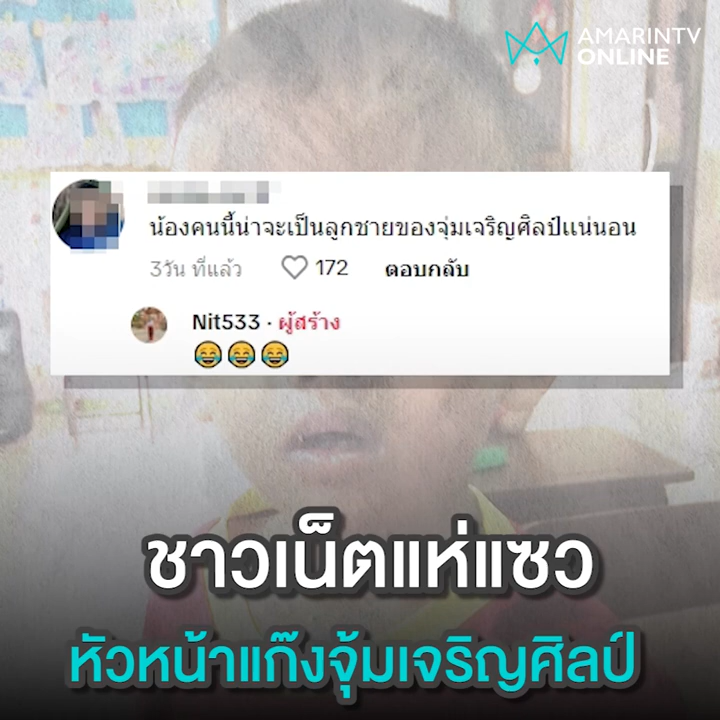 AMARINTV
ONLINE
น้องคนนี้น่าจะเป็นลูกชายของจุ่มเจริญศิลป์แน่นอน
3วัน ที่แล้ว 172 ตอบกลับ
Nit533 · ผู้สร้าง
ชาวเน็ตแห่แซว
หัวหน้าแก๊งจุ้มเจริญศิลป์